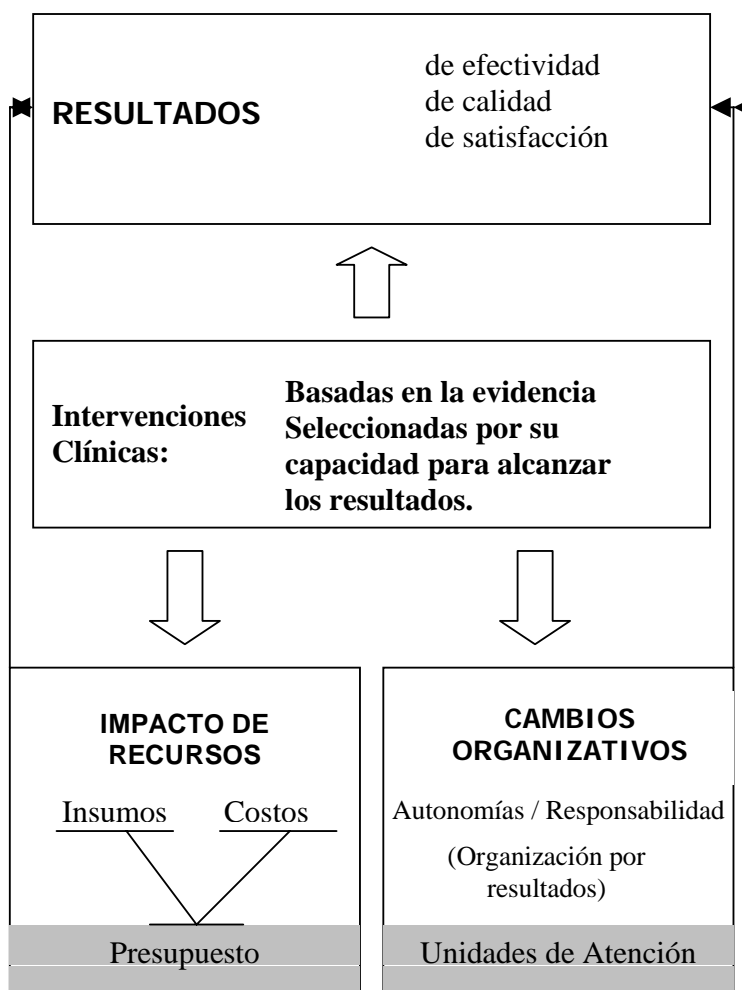 RESULTADOS
de efectividad
de calidad
de satisfacción
Intervenciones
Clínicas:
Basadas en la evidencia
Seleccionadas por su
capacidad para alcanzar
los resultados.
IMPACTO DE
RECURSOS
Insumos Costos
Presupuesto
CAMBIOS
ORGANIZATIVOS
Autonomías / Responsabilidad
(Organización por
resultados)
Unidades de Atención